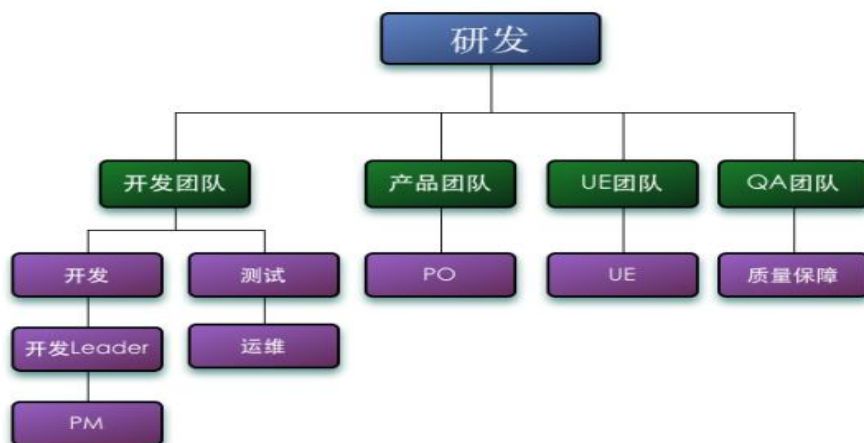 研发
开发团队
产品团队
UE团队
QA团队
开发
测试
PO
UE
质量保障
开发Leader
运维
PM